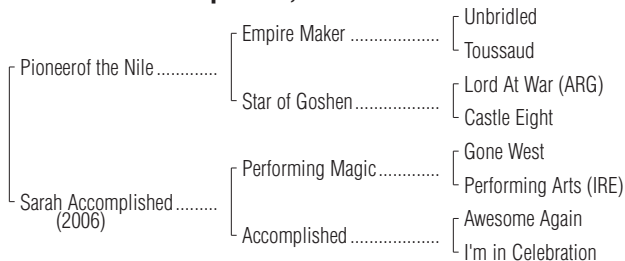 Unbridled
Empire Maker ...................
Toussaud
Pioneerof the Nile .............
Lord At War (ARG)
Star of Goshen ..................
Castle Eight
Gone West
Performing Magic .............
Performing Arts (IRE)
Sarah Accomplished .........
(2006)
Awesome Again
Accomplished ...................
I'm in Celebration